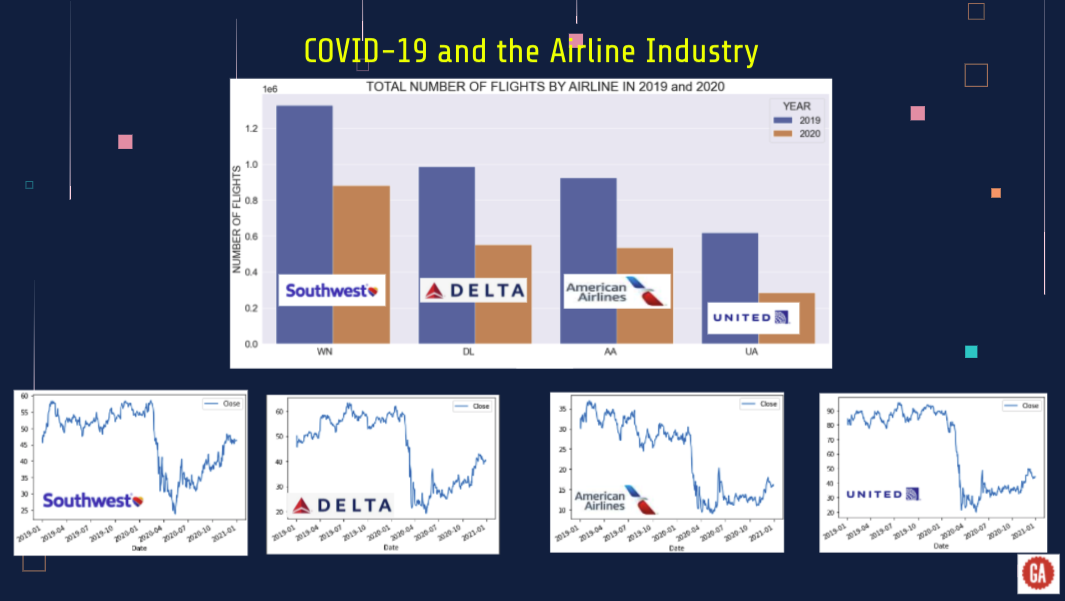 COVID-19 and the Airline Industry
TOTAL NUMBER OF FLIGHTS BY AIRLINE IN 2019 and 2020
1e6
YEAR
2019
2020
NUMBER OF FLIGHTS
1.2
1.0
0.8
0.6
0.4
0.2
0.0
Southwest
DELTA
American
Airlines
UNITED
WN DL AA UA
Close
60
55
50
45
40
35
30
25
Southwest
2019-01 2019-04 2019-07 2019-10 2020-01 2020-04 2020-07 2020-10 2021-01
Date
Close
60
50
40
30
20
DELTA
2019-01 2019-04 2019-07 2019-10 2020-01 2020-04 2020-07 2020-10 2021-01
Date
Close
35
30
25
20
15
10
American
Airlines
2019-01 2019-04 2019-07 2019-10 2020-01 2020-04 2020-07 2020-10 2021-01
Date
Close
90
80
70
60
50
40
30
20
UNITED
2019-01 2019-04 2019-07 2019-10 2020-01 2020-04 2020-07 2020-10 2021-01
Date
GA